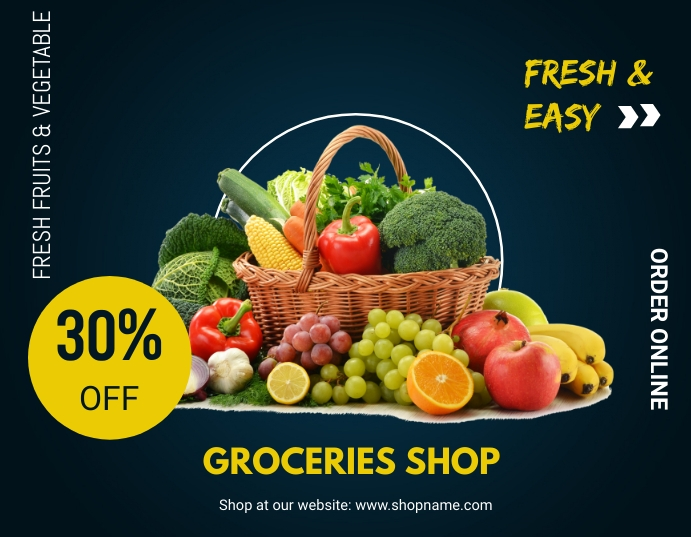 FRESH FRUITS & VEGETABLE
FRESH &
EASY
30%
OFF
ORDER ONLINE
GROCERIES SHOP
Shop at our website: www.shopname.com